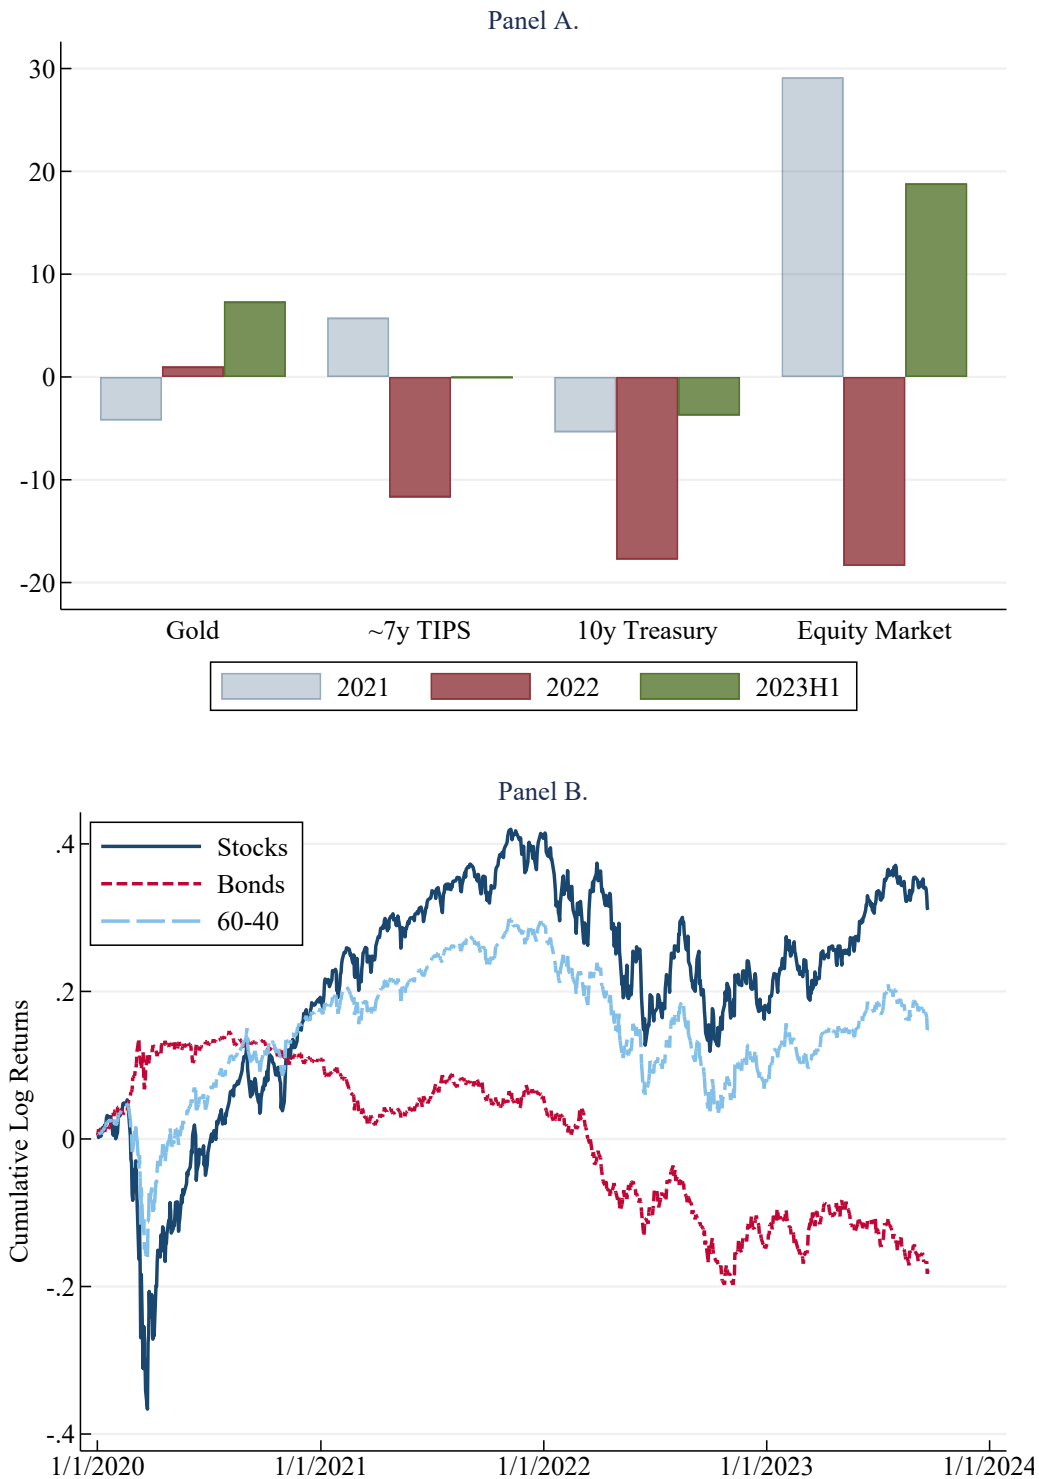 Panel A.
30
20
10
0
-10
-20
Gold ~7y TIPS 10y Treasury Equity Market
2021 2022 2023H1
Panel B.
Stocks
Bonds
60-40
Cumulative Log Returns
.4
.2
0
-.2
-.4
1/1/2020 1/1/2021 1/1/2022 1/1/2023 1/1/2024